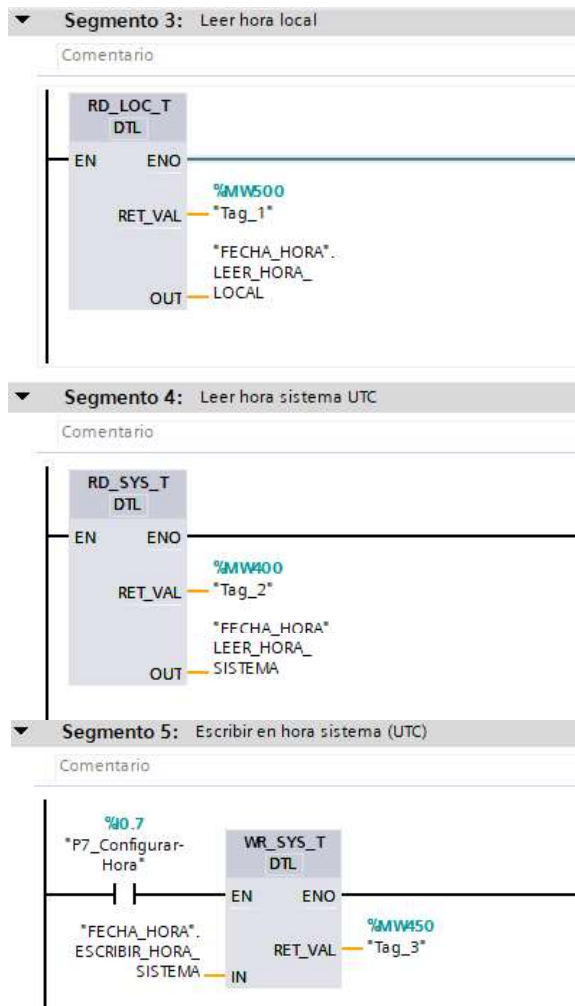 Segmento 3: Leer hora local
Comentario
RD_LOC_T
DTL
EN ENO
%MW500
RET_VAL "Tag_1"
"FECHA_HORA".
LEER_HORA_
OUT LOCAL
Segmento 4: Leer hora sistema UTC
Comentario
RD_SYS_T
DTL
EN ENO
%MW400
RET_VAL "Tag_2"
"FECHA_HORA"
LEER_HORA_
OUT SISTEMA
Segmento 5: Escribir en hora sistema (UTC)
Comentario
%I0.7
"P7_Configurar-
Hora"
WR_SYS_T
DTL
EN ENO
"FECHA_HORA".
ESCRIBIR_HORA_
SISTEMA IN
%MW450
RET_VAL "Tag_3"